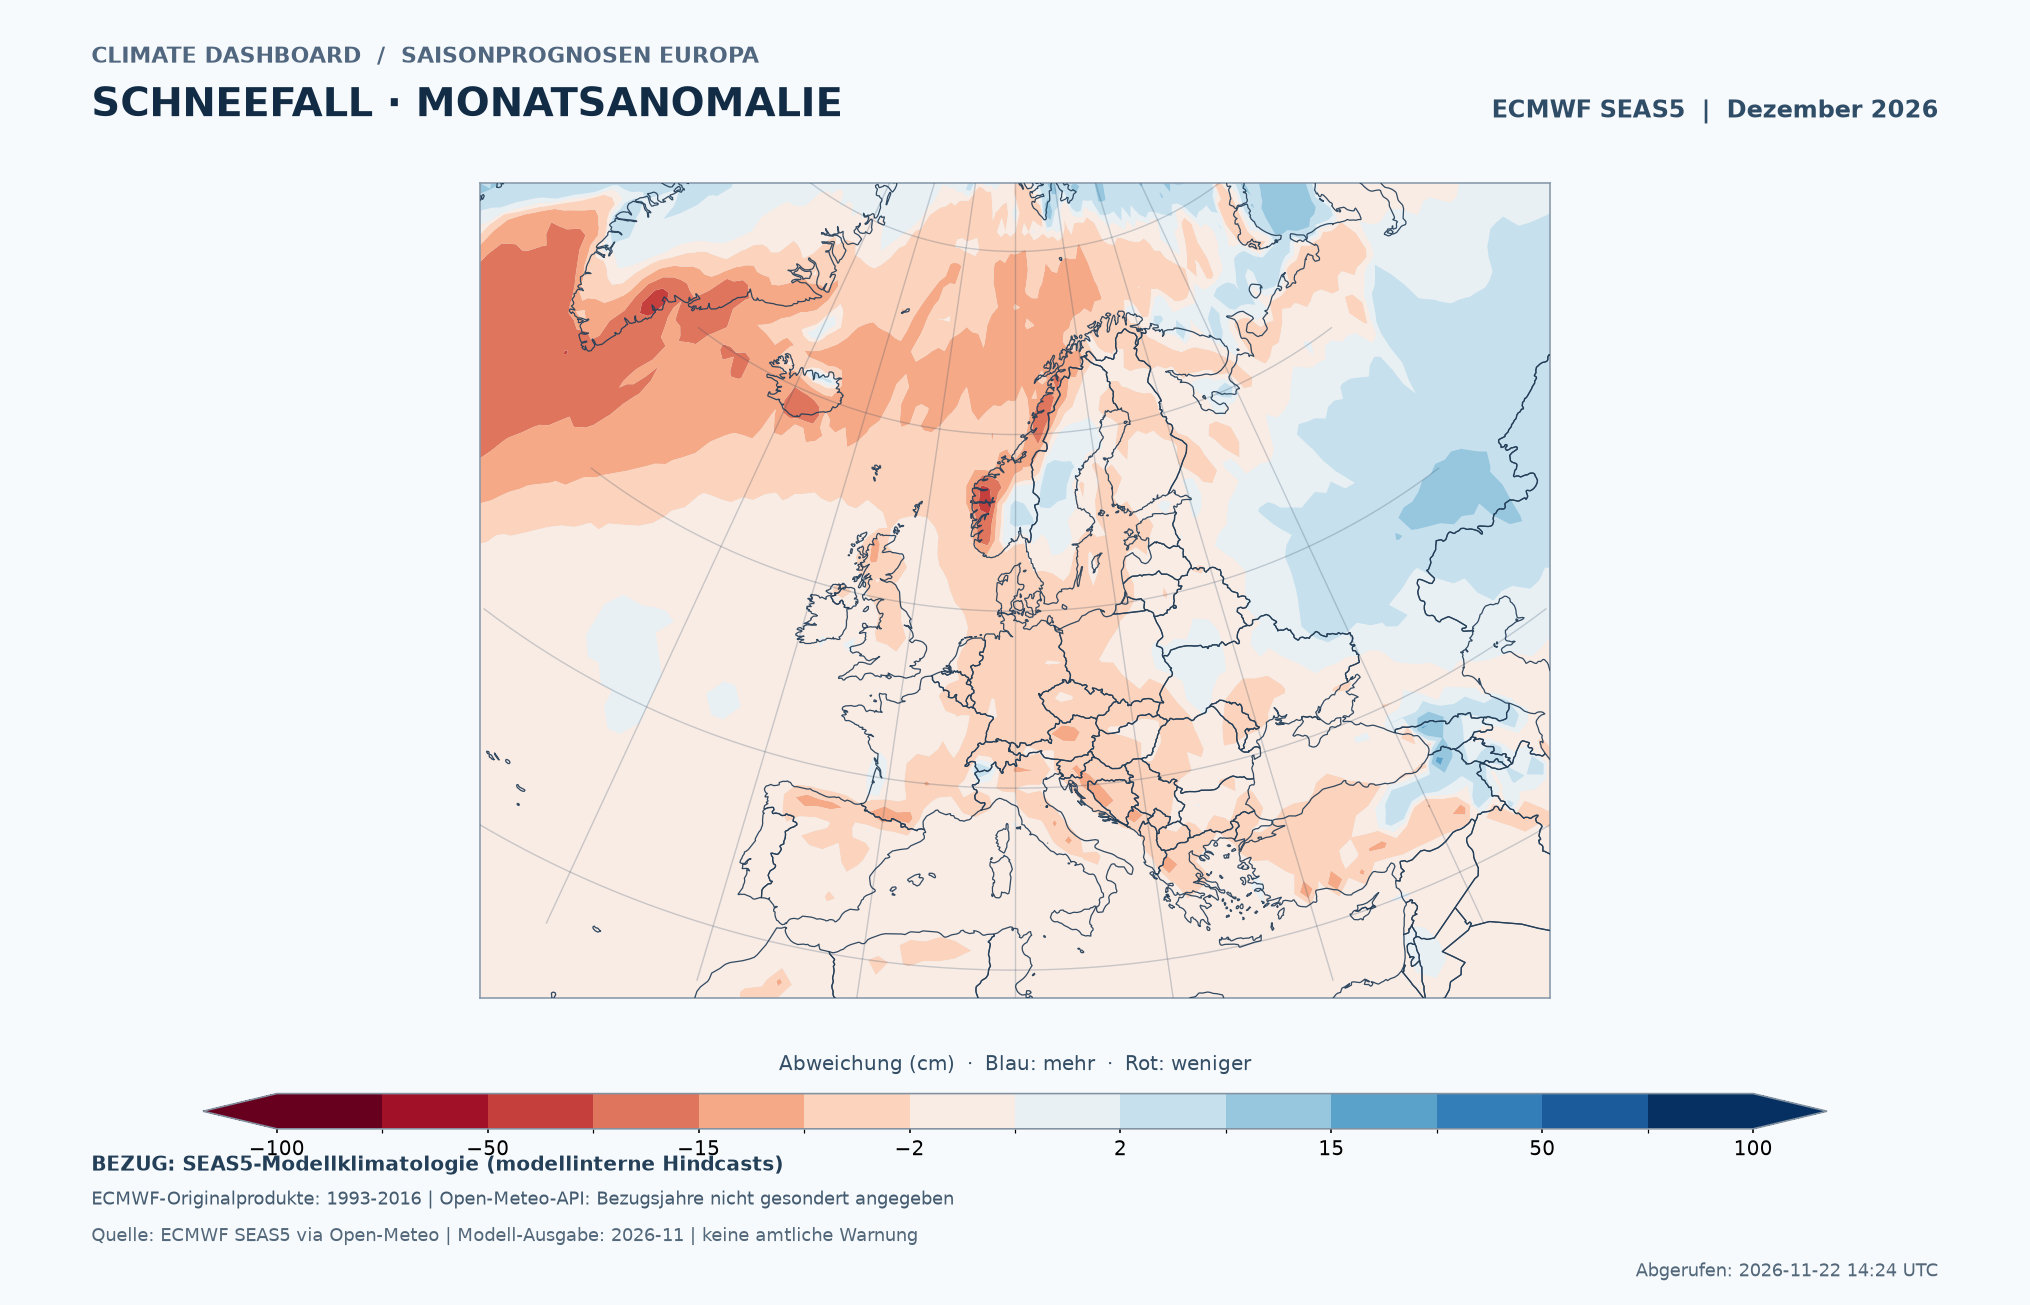 CLIMATE DASHBOARD / SAISONPROGNOSEN EUROPA
SCHNEEFALL · MONATSANOMALIE
ECMWF SEAS5 | Dezember 2026
Abweichung (cm) · Blau: mehr · Rot: weniger
−100 −50 −15 −2 2 15 50 100
BEZUG: SEAS5-Modellklimatologie (modellinterne Hindcasts)
ECMWF-Originalprodukte: 1993-2016 | Open-Meteo-API: Bezugsjahre nicht gesondert angegeben
Quelle: ECMWF SEAS5 via Open-Meteo | Modell-Ausgabe: 2026-11 | keine amtliche Warnung
Abgerufen: 2026-11-22 14:24 UTC